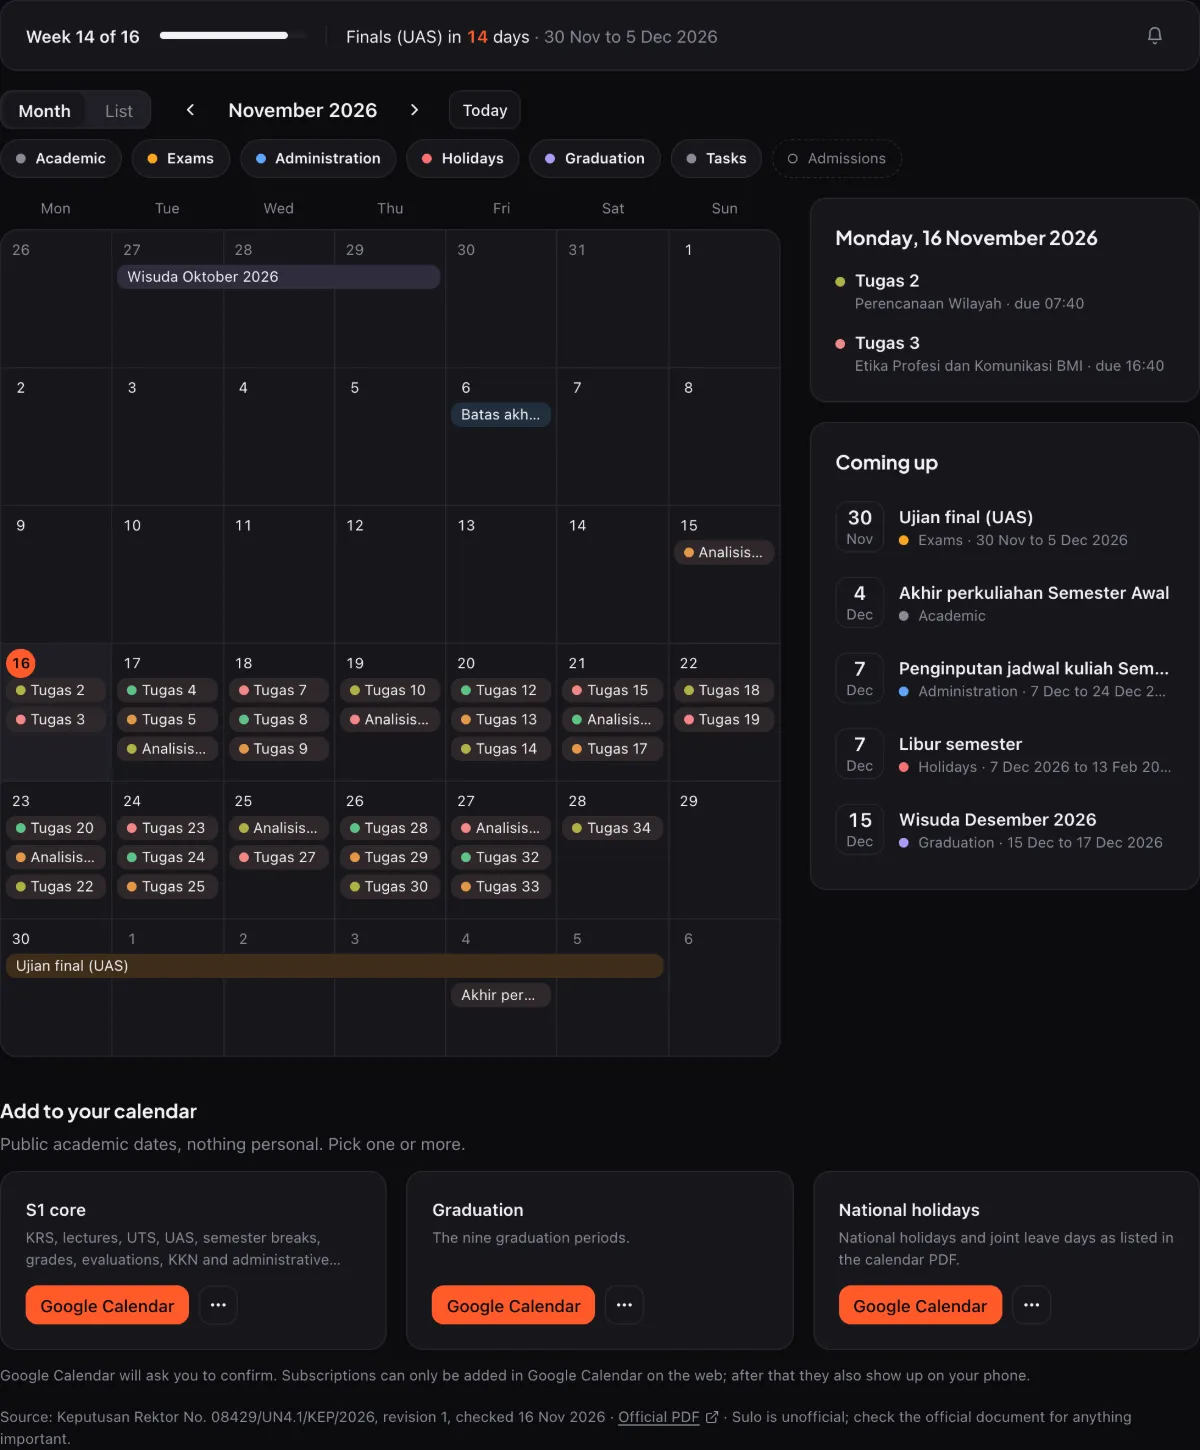 Week 14 of 16
Finals (UAS) in 14 days · 30 Nov to 5 Dec 2026
Month List
November 2026
Today
Academic
Exams
Administration
Holidays
Graduation
Tasks
Admissions
Mon Tue Wed Thu Fri Sat Sun
26 27 28 29 30 31 1
Wisuda Oktober 2026
2 3 4 5 6 7 8
Batas akh...
9 10 11 12 13 14 15
Analisis...
16 17 18 19 20 21 22
Tugas 2 Tugas 4 Tugas 7 Tugas 10 Tugas 12 Tugas 15 Tugas 18
Tugas 3 Tugas 5 Tugas 8 Analisis... Tugas 13 Analisis... Tugas 19
Analisis... Tugas 9 Tugas 14 Tugas 17
23 24 25 26 27 28 29
Tugas 20 Tugas 23 Analisis... Tugas 28 Analisis... Tugas 34
Analisis... Tugas 24 Tugas 27 Tugas 29 Tugas 32
Tugas 22 Tugas 25 Tugas 30 Tugas 33
30 1 2 3 4 5 6
Ujian final (UAS)
Akhir per...
Monday, 16 November 2026
Tugas 2
Perencanaan Wilayah · due 07:40
Tugas 3
Etika Profesi dan Komunikasi BMI · due 16:40
Coming up
30 Nov
Ujian final (UAS)
Exams · 30 Nov to 5 Dec 2026
4 Dec
Akhir perkuliahan Semester Awal
Academic
7 Dec
Penginputan jadwal kuliah Sem...
Administration · 7 Dec to 24 Dec 2...
7 Dec
Libur semester
Holidays · 7 Dec 2026 to 13 Feb 20...
15 Dec
Wisuda Desember 2026
Graduation · 15 Dec to 17 Dec 2026
Add to your calendar
Public academic dates, nothing personal. Pick one or more.
S1 core
KRS, lectures, UTS, UAS, semester breaks,
grades, evaluations, KKN and administrative...
Google Calendar
Graduation
The nine graduation periods.
Google Calendar
National holidays
National holidays and joint leave days as listed in
the calendar PDF.
Google Calendar
Google Calendar will ask you to confirm. Subscriptions can only be added in Google Calendar on the web; after that they also show up on your phone.
Source: Keputusan Rektor No. 08429/UN4.1/KEP/2026, revision 1, checked 16 Nov 2026 · Official PDF · Sulo is unofficial; check the official document for anything
important.